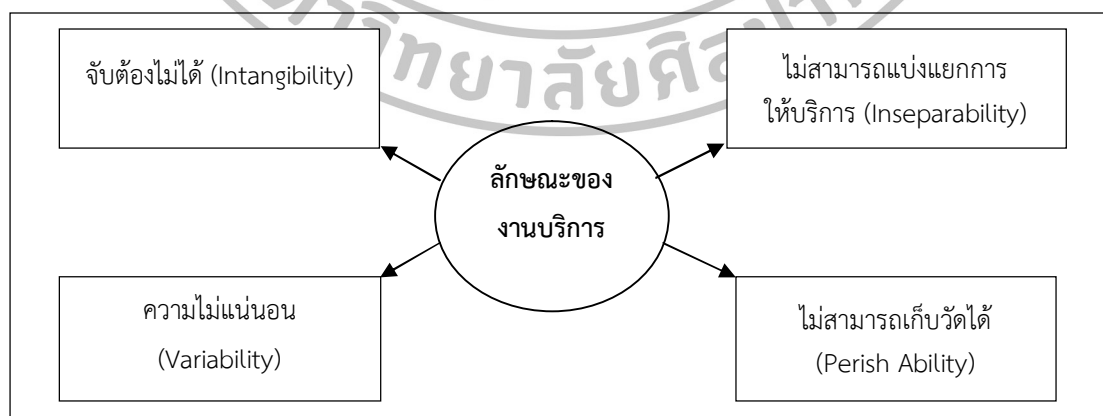 จับต้องไม่ได้ (Intangibility)
ไม่สามารถแบ่งแยกการ
ให้บริการ (Inseparability)
ลักษณะของ
งานบริการ
ความไม่แน่นอน
(Variability)
ไม่สามารถเก็บวัดได้
(Perish Ability)